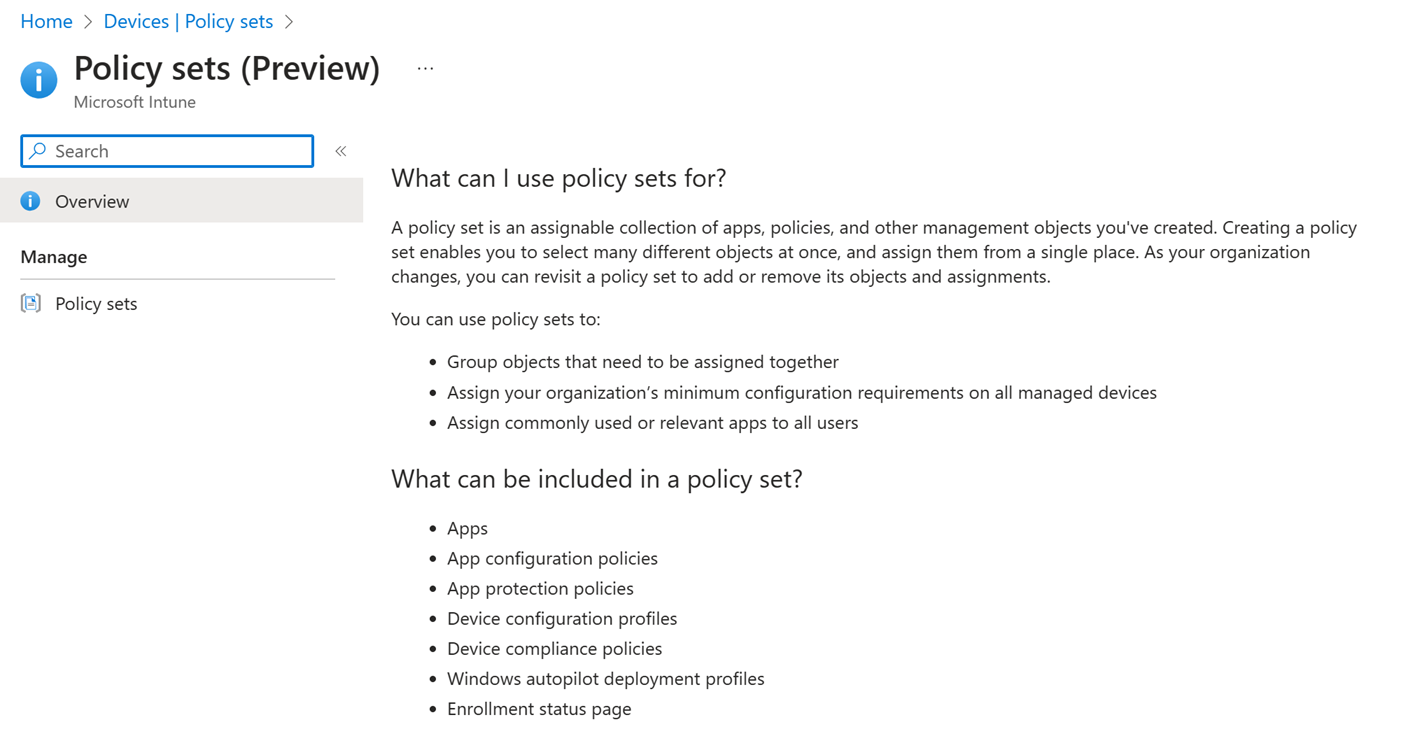 Home > Devices | Policy sets >
Policy sets (Preview) ...
Microsoft Intune
Search «
Overview
Manage
Policy sets
What can I use policy sets for?
A policy set is an assignable collection of apps, policies, and other management objects you've created. Creating a policy
set enables you to select many different objects at once, and assign them from a single place. As your organization
changes, you can revisit a policy set to add or remove its objects and assignments.
You can use policy sets to:
• Group objects that need to be assigned together
• Assign your organization’s minimum configuration requirements on all managed devices
• Assign commonly used or relevant apps to all users
What can be included in a policy set?
• Apps
• App configuration policies
• App protection policies
• Device configuration profiles
• Device compliance policies
• Windows autopilot deployment profiles
• Enrollment status page